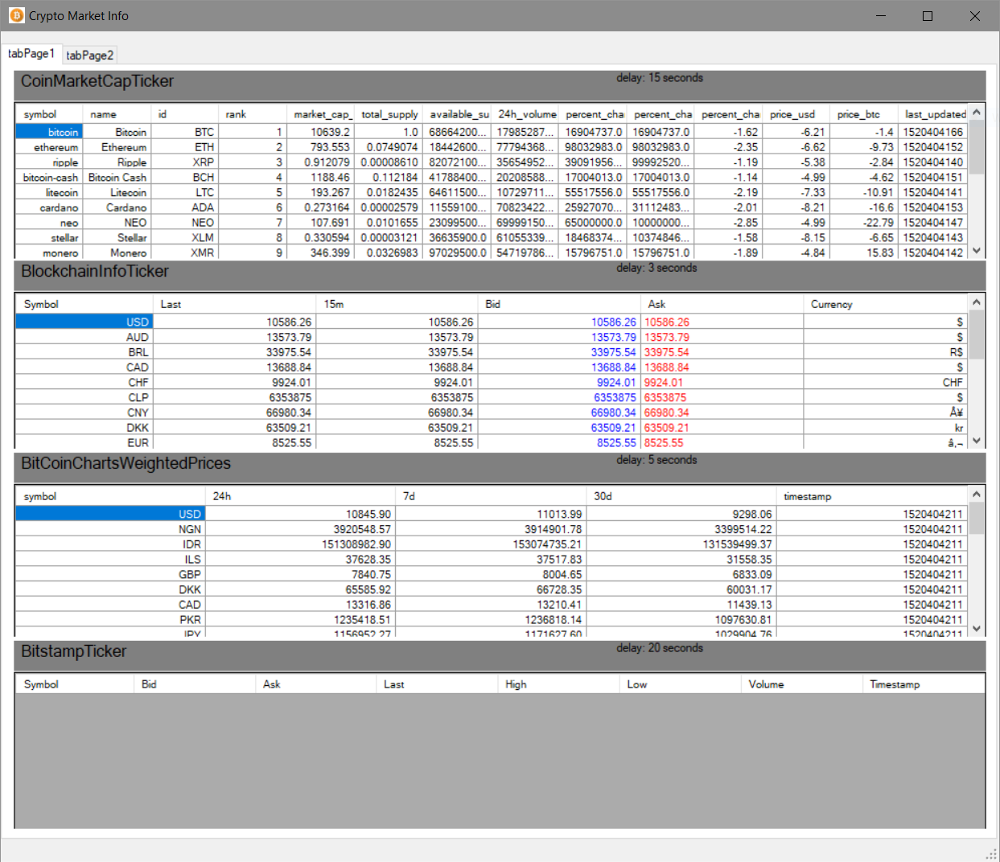 Crypto Market Info
tabPage1 tabPage2
CoinMarketCapTicker delay: 15 seconds
symbol name id rank market_cap_ total_supply available_su 24h_volume percent_cha percent_cha percent_cha price_usd price_btc last_updated
bitcoin Bitcoin BTC 1 10639.2 1.0 68664200... 17985287... 16904737.0 16904737.0 -1.62 -6.21 -1.4 1520404166
ethereum Ethereum ETH 2 793.553 0.0749074 18442600... 77794368... 98032983.0 98032983.0 -2.35 -6.62 -9.73 1520404152
ripple Ripple XRP 3 0.912079 0.00008610 82072100... 35654952... 39091956... 99992520... -1.19 -5.38 -2.84 1520404140
bitcoin-cash Bitcoin Cash BCH 4 1188.46 0.112184 41788400... 20208588... 17004013.0 17004013.0 -1.14 -4.99 -4.62 1520404151
litecoin Litecoin LTC 5 193.267 0.0182435 64611500... 10729711... 55517556.0 55517556.0 -2.19 -7.33 -10.91 1520404141
cardano Cardano ADA 6 0.273164 0.00002579 11559100... 70823422... 25927070... 31112483... -2.01 -8.21 -16.6 1520404153
neo NEO NEO 7 107.691 0.0101655 23099500... 69999150... 65000000.0 10000000... -2.85 -4.99 -22.79 1520404147
stellar Stellar XLM 8 0.330594 0.00003121 36635900.0 61055339... 18468374... 10374846... -1.58 -8.15 -6.65 1520404143
monero Monero XMR 9 346.399 0.0326983 97029500.0 54719786... 15796751.0 15796751.0 -1.89 -4.84 15.83 1520404142
BlockchainInfoTicker delay: 3 seconds
Symbol Last 15m Bid Ask Currency
USD 10586.26 10586.26 10586.26 10586.26 $
AUD 13573.79 13573.79 13573.79 13573.79 $
BRL 33975.54 33975.54 33975.54 33975.54 R$
CAD 13688.84 13688.84 13688.84 13688.84 $
CHF 9924.01 9924.01 9924.01 9924.01 CHF
CLP 6353875 6353875 6353875 6353875 $
CNY 66980.34 66980.34 66980.34 66980.34 Â¥
DKK 63509.21 63509.21 63509.21 63509.21 kr
EUR 8525.55 8525.55 8525.55 8525.55 â‚¬
BitCoinChartsWeightedPrices delay: 5 seconds
symbol 24h 7d 30d timestamp
USD 10845.90 11013.99 9298.06 1520404211
NGN 3920548.57 3914901.78 3399514.22 1520404211
IDR 151308982.90 153074735.21 131539499.37 1520404211
ILS 37628.35 37517.83 31558.35 1520404211
GBP 7840.75 8004.65 6833.09 1520404211
DKK 65585.92 66728.35 60031.17 1520404211
CAD 13316.86 13210.41 11439.13 1520404211
PKR 1235418.51 1236818.14 1097630.81 1520404211
JPY 1156952.27 1171627.60 1029904.76 1520404211
BitstampTicker delay: 20 seconds
Symbol Bid Ask Last High Low Volume Timestamp